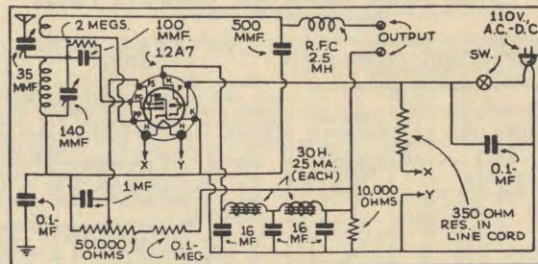 2 MEGS.
100
MMF.
12A7
500
MMF.
R.F.C
2.5
MH
OUTPUT
110V,
A.C.-D.C
SW.
35
MMF.
140
MMF
P2
K
P
K
H
H
X
Y
30 H.
25 MA.
(EACH)
10,000
OHMS
X
Y
0.1-
MF
350 OHM
RES. IN
LINE CORD
1 MF
0.1-
MF
50,000
OHMS
0.1-
MEG.
16
MF.
16
MF.